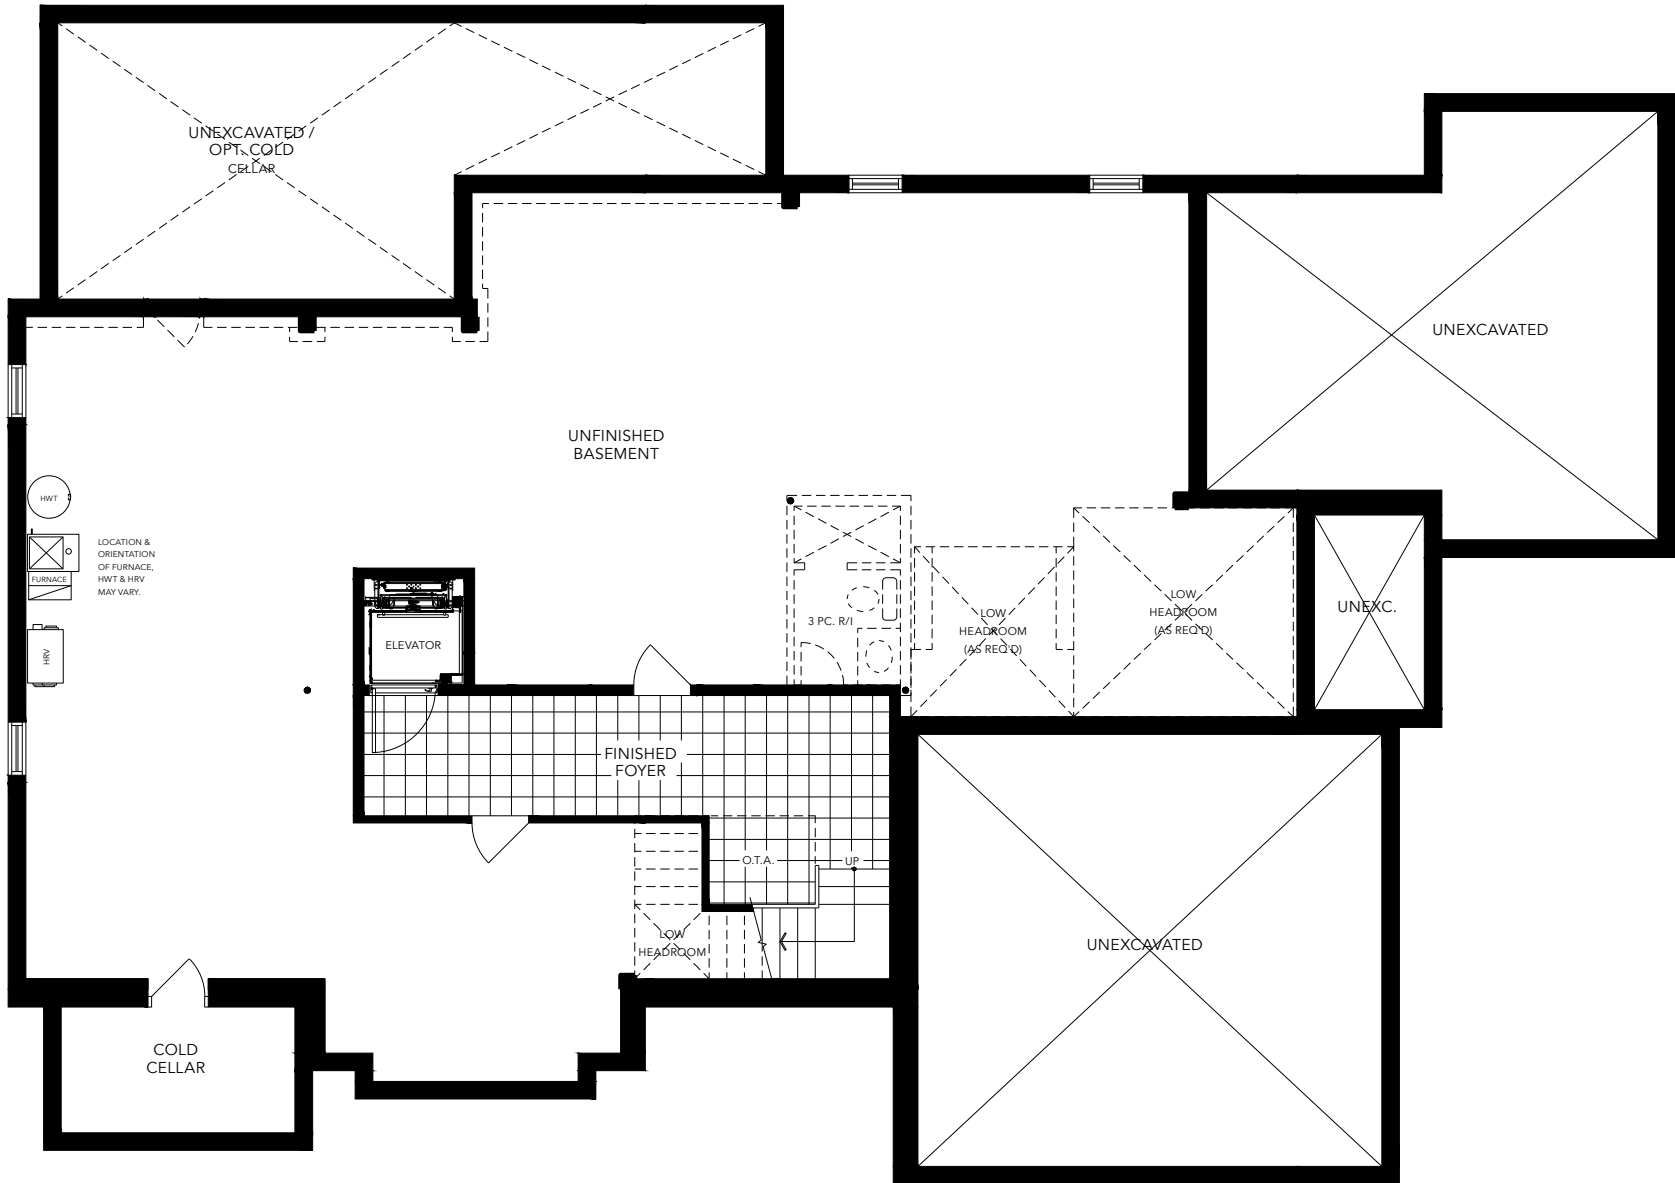 UNEXCAVATED /
OPT. COLD
CELLAR
UNEXCAVATED
UNFINISHED
BASEMENT
HWT
LOCATION &
ORIENTATION
OF FURNACE,
HWT & HRV
MAY VARY.
FURNACE
HRV
ELEVATOR
3 PC. R/I
LOW
HEADROOM
(AS REQ'D)
LOW
HEADROOM
(AS REQ'D)
UNEXC.
FINISHED
FOYER
O.T.A.
UP
LOW
HEADROOM
UNEXCAVATED
COLD
CELLAR